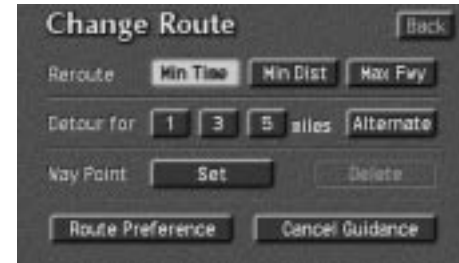 Change Route Back
Reroute Min Time Min Dist Max Fwy
Detour for 1 3 5 miles Alternate
Way Point Set Delete
Route Preference Cancel Guidance